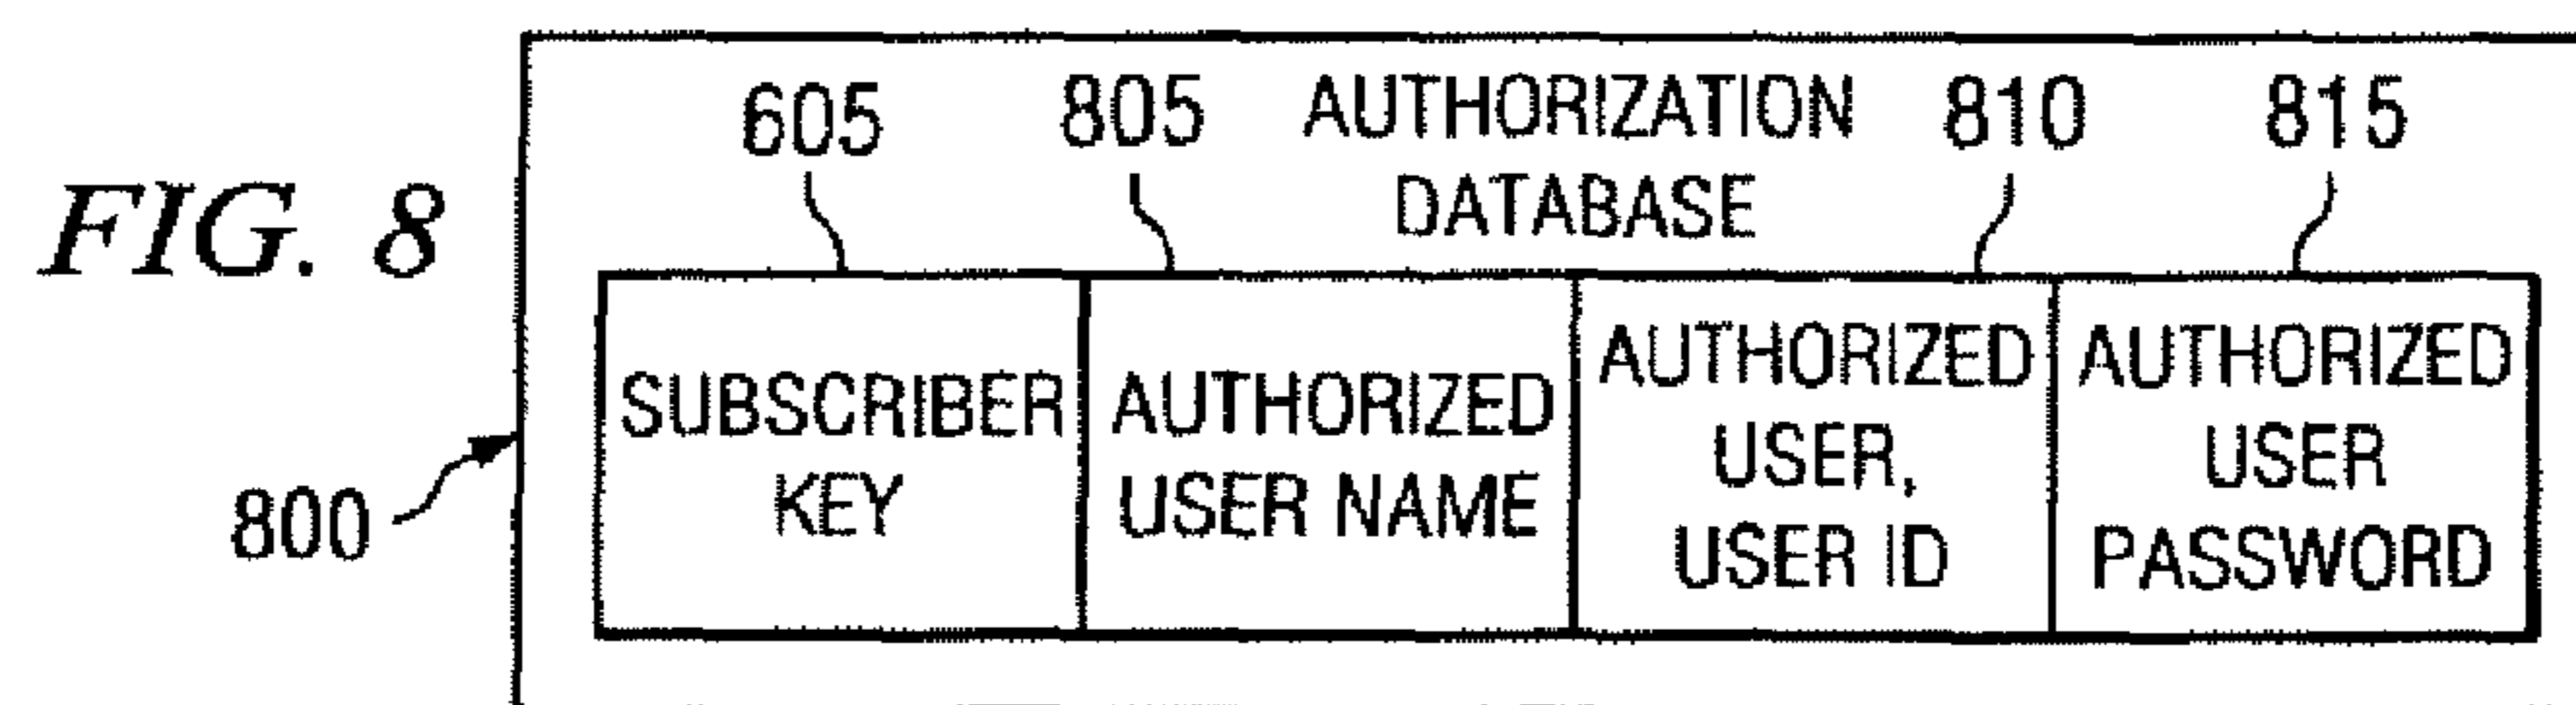 FIG. 8
605 805 AUTHORIZATION 810 815
DATABASE
SUBSCRIBER
KEY
AUTHORIZED
USER NAME
AUTHORIZED
USER,
USER ID
AUTHORIZED
USER
PASSWORD
800